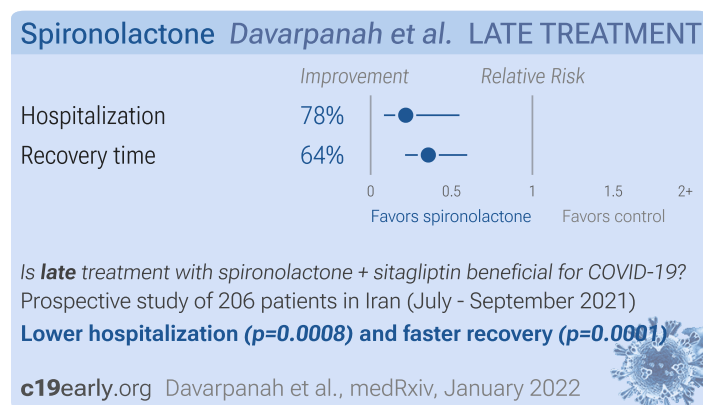 Spironolactone Davarpanah et al. LATE TREATMENT
Improvement Relative Risk
Hospitalization 78%
Recovery time 64%
0 0.5 1 1.5 2+
Favors spironolactone Favors control
Is late treatment with spironolactone + sitagliptin beneficial for COVID-19?
Prospective study of 206 patients in Iran (July - September 2021)
Lower hospitalization (p=0.0008) and faster recovery (p=0.0001)
c19early.org Davarpanah et al., medRxiv, January 2022